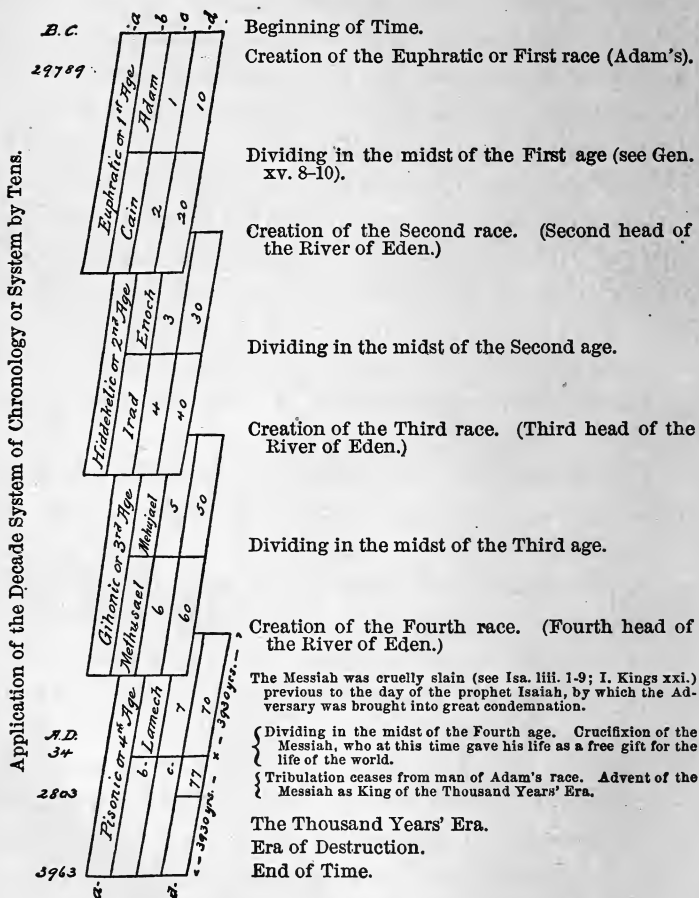 Application of the Decade System of Chronology or System by Tens.
B.C.
-a
-b
-c
-d.
Beginning of Time.
29789
Creation of the Euphratic or First race (Adam's).
Euphratic or 1st Age
Adam
1
10
Dividing in the midst of the First age (see Gen.
xv. 8-10).
Cain
2
20
Creation of the Second race. (Second head of
the River of Eden.)
Hiddekelic or 2nd Age
Enoch
3
30
Dividing in the midst of the Second age.
Irad
4
40
Creation of the Third race. (Third head of the
River of Eden.)
Gihonic or 3rd Age
Mehujael
5
50
Dividing in the midst of the Third age.
Methusael
6
60
Creation of the Fourth race. (Fourth head of
the River of Eden.)
Pisonic or 4th Age
Lamech
7
70
<-- 3930 yrs. -- x -- 3930 yrs. -->
The Messiah was cruelly slain (see Isa. liii. 1-9; I. Kings xxi.)
previous to the day of the prophet Isaiah, by which the Ad-
versary was brought into great condemnation.
A.D.
34
b-
c-
77
Dividing in the midst of the Fourth age. Crucifixion of the
Messiah, who at this time gave his life as a free gift for the
life of the world.
2803
Tribulation ceases from man of Adam's race. Advent of the
Messiah as King of the Thousand Years' Era.
The Thousand Years' Era.
Era of Destruction.
3963
End of Time.
a-
d-